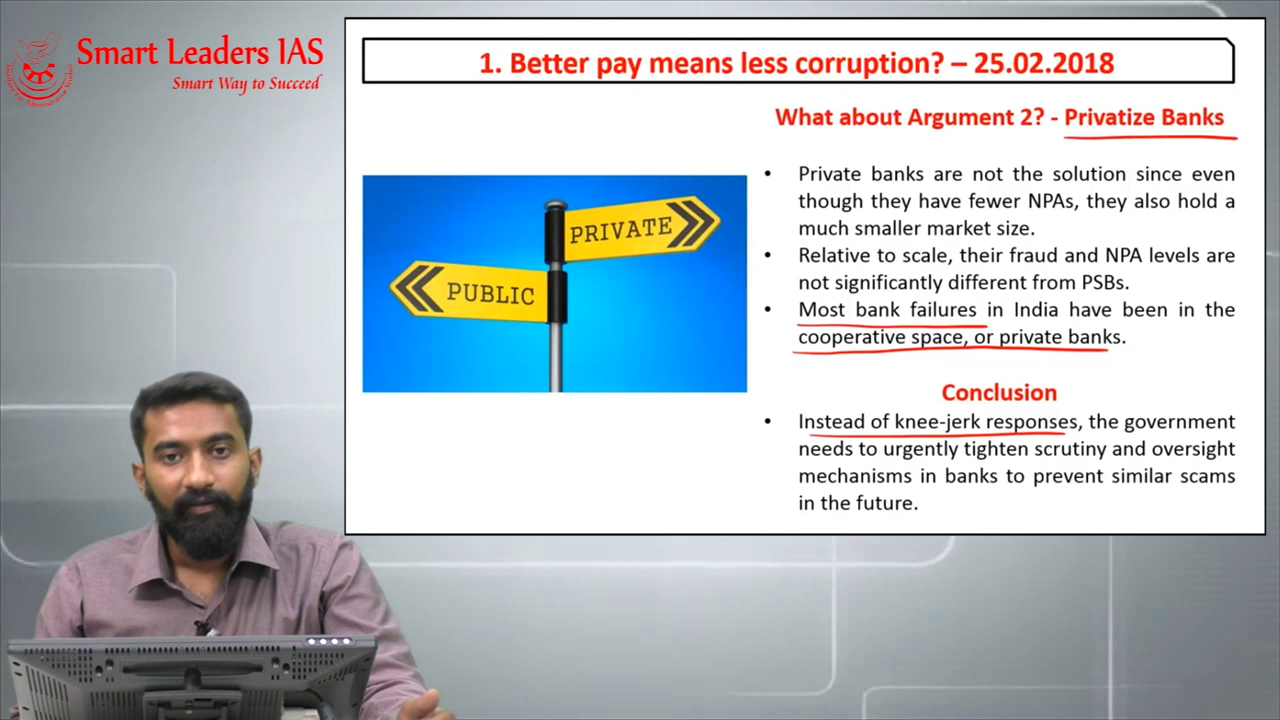 Smart Leaders IAS
Smart Way to Succeed
1. Better pay means less corruption? – 25.02.2018
What about Argument 2? - Privatize Banks
PRIVATE
PUBLIC
• Private banks are not the solution since even
though they have fewer NPAs, they also hold a
much smaller market size.
• Relative to scale, their fraud and NPA levels are
not significantly different from PSBs.
• Most bank failures in India have been in the
cooperative space, or private banks.
Conclusion
• Instead of knee-jerk responses, the government
needs to urgently tighten scrutiny and oversight
mechanisms in banks to prevent similar scams
in the future.